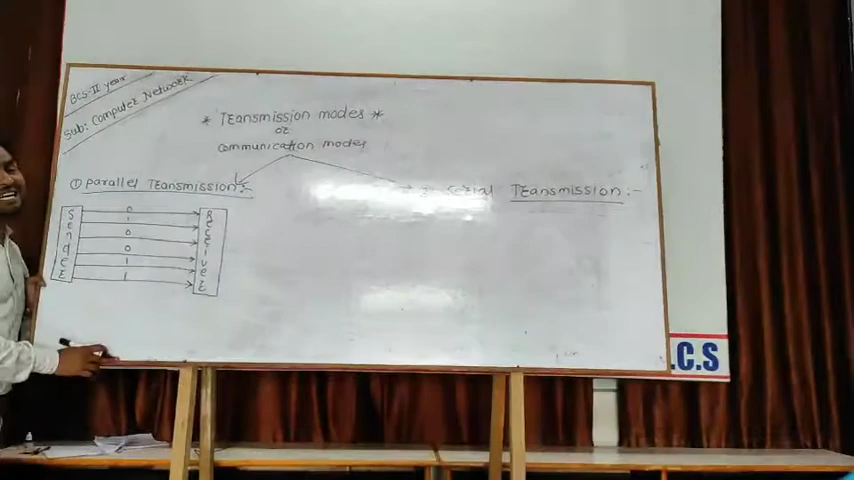 BCS-II year
Sub: Computer Network
* Transmission modes *
or
Communication modes
① Parallel Transmission :-
② Serial Transmission :-
Sender
0
1
0
0
1
1
Receiver
.C.S